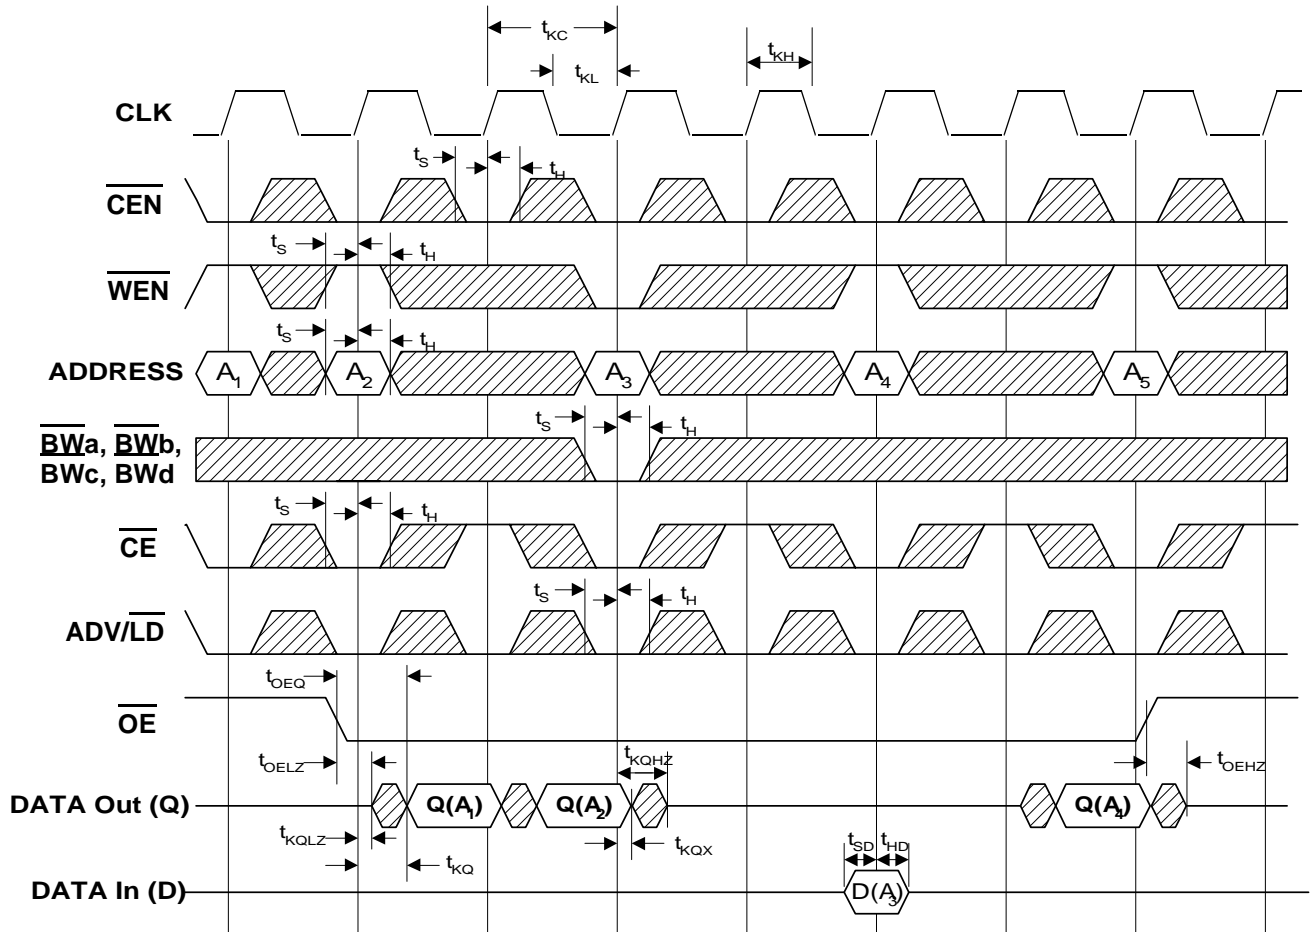 tKC
tKL
tKH
CLK
tS
tH
CEN
tS
tH
WEN
tS
tH
ADDRESS
A1
A2
A3
A4
A5
tS
tH
BWa, BWb,
BWc, BWd
tS
tH
CE
tS
tH
ADV/LD
tOEQ
OE
tOELZ
tKQHZ
tOEHZ
DATA Out (Q)
Q(A1)
Q(A2)
Q(A4)
tKQLZ
tKQ
tKQX
tSD
tHD
DATA In (D)
D(A3)